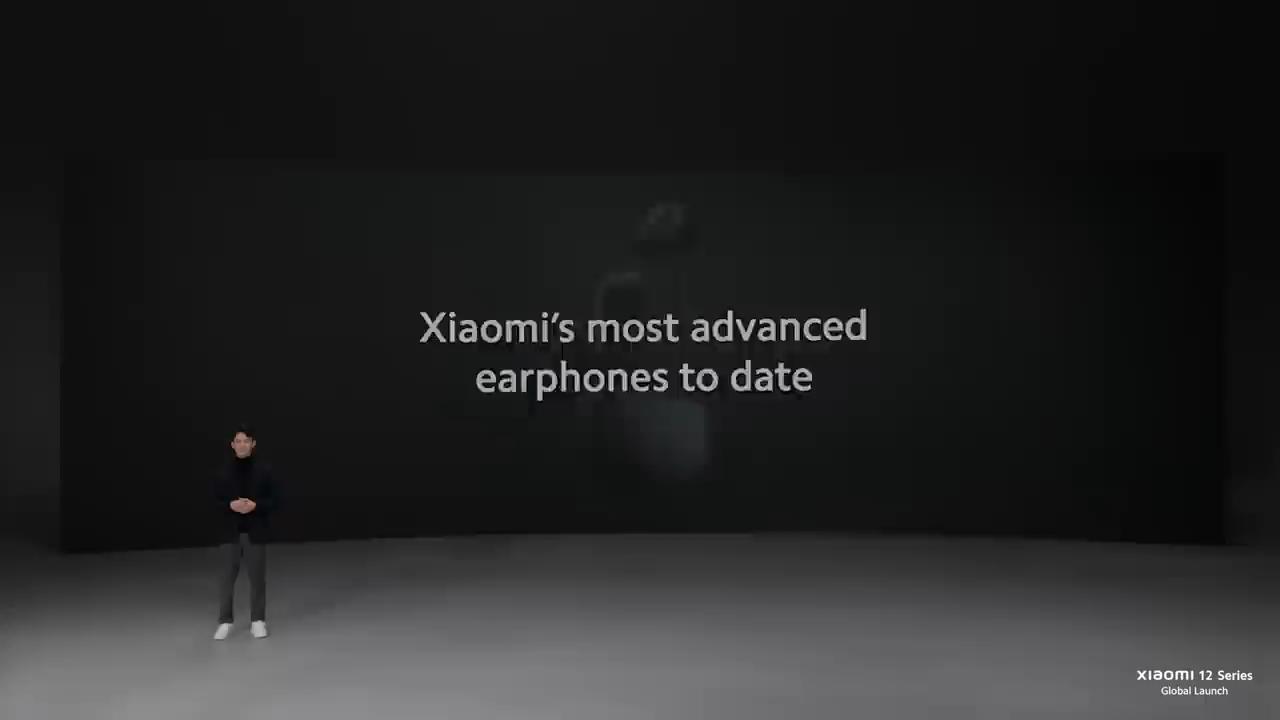 Xiaomi's most advanced
earphones to date
xiaomi 12 Series
Global Launch